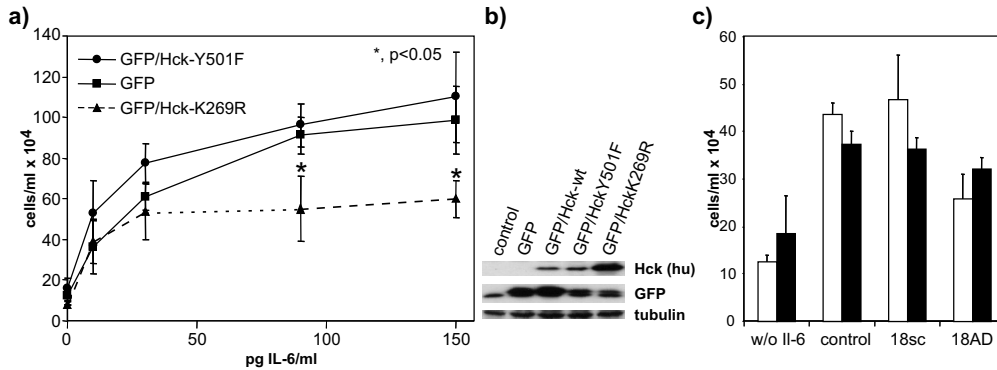 a)
140
120
100
80
60
40
20
0
cells/ml x 10⁴
GFP/Hck-Y501F
GFP
GFP/Hck-K269R
*, p<0.05
*
*
0 50 100 150
pg IL-6/ml
b)
control
GFP
GFP/Hck-wt
GFP/HckY501F
GFP/HckK269R
Hck (hu)
GFP
tubulin
c)
60
50
40
30
20
10
0
cells/ml x 10⁴
w/o Il-6 control 18sc 18AD